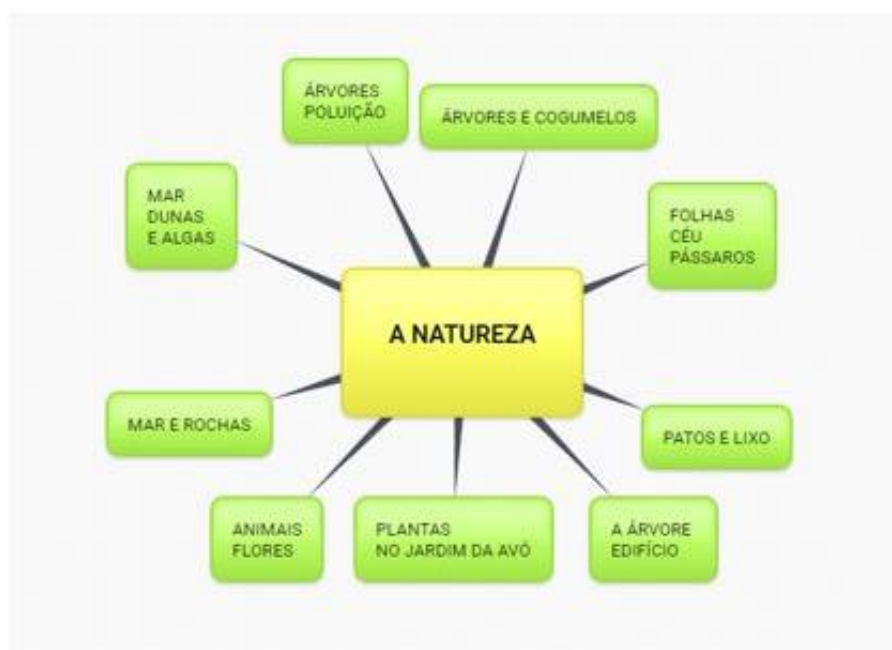 ÁRVORES
POLUIÇÃO
ÁRVORES E COGUMELOS
MAR
DUNAS
E ALGAS
FOLHAS
CÉU
PÁSSAROS
A NATUREZA
MAR E ROCHAS
PATOS E LIXO
ANIMAIS
FLORES
PLANTAS
NO JARDIM DA AVÓ
A ÁRVORE
EDIFÍCIO